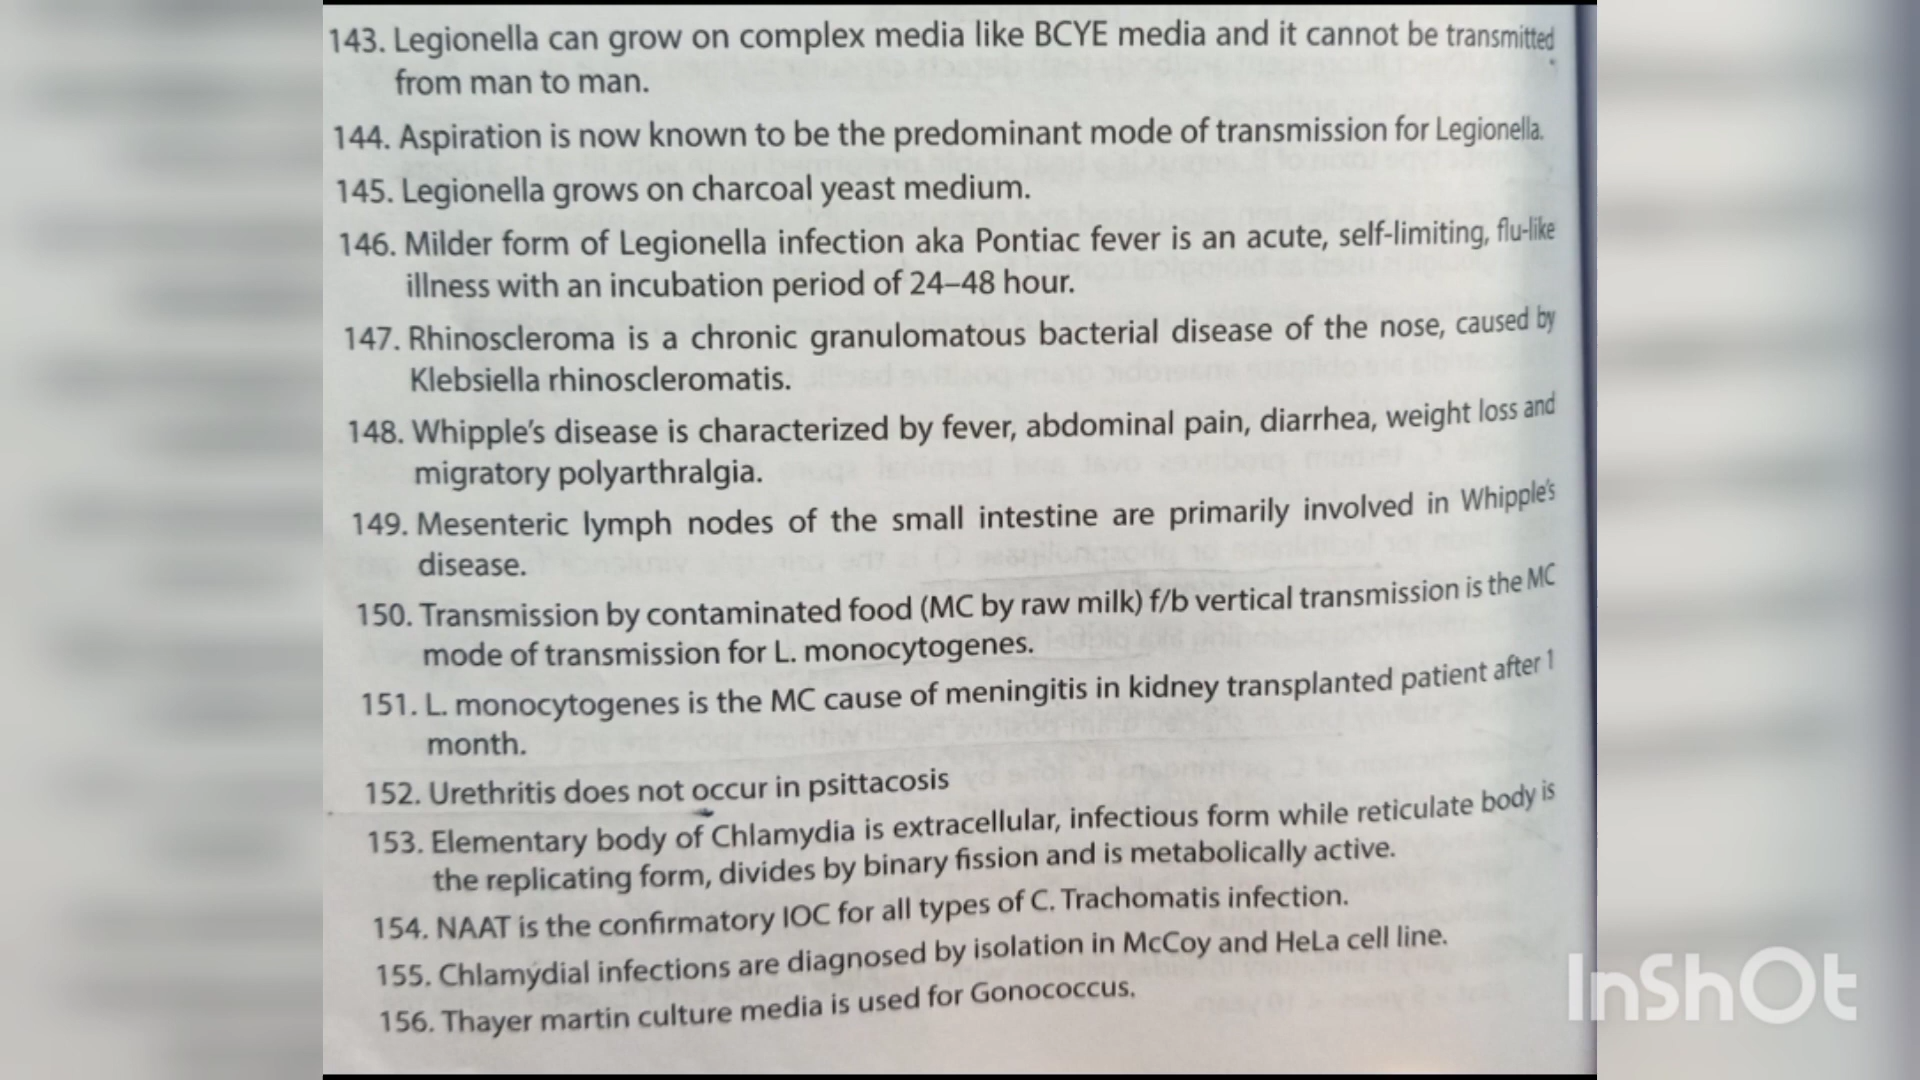 143. Legionella can grow on complex media like BCYE media and it cannot be transmitted
from man to man.
144. Aspiration is now known to be the predominant mode of transmission for Legionella.
145. Legionella grows on charcoal yeast medium.
146. Milder form of Legionella infection aka Pontiac fever is an acute, self-limiting, flu-like
illness with an incubation period of 24–48 hour.
147. Rhinoscleroma is a chronic granulomatous bacterial disease of the nose, caused by
Klebsiella rhinoscleromatis.
148. Whipple's disease is characterized by fever, abdominal pain, diarrhea, weight loss and
migratory polyarthralgia.
149. Mesenteric lymph nodes of the small intestine are primarily involved in Whipple's
disease.
150. Transmission by contaminated food (MC by raw milk) f/b vertical transmission is the MC
mode of transmission for L. monocytogenes.
151. L. monocytogenes is the MC cause of meningitis in kidney transplanted patient after 1
month.
152. Urethritis does not occur in psittacosis
153. Elementary body of Chlamydia is extracellular, infectious form while reticulate body is
the replicating form, divides by binary fission and is metabolically active.
154. NAAT is the confirmatory IOC for all types of C. Trachomatis infection.
155. Chlamydial infections are diagnosed by isolation in McCoy and HeLa cell line.
156. Thayer martin culture media is used for Gonococcus.
InShOt